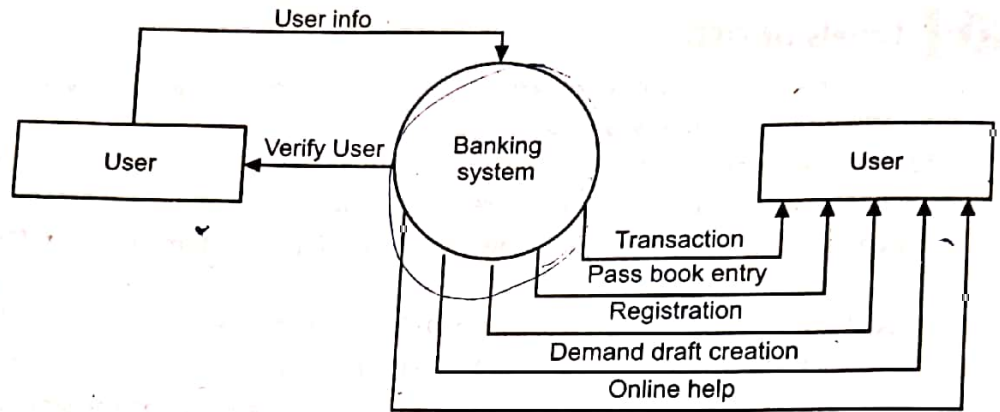 User info
User
Verify User
Banking
system
User
Transaction
Pass book entry
Registration
Demand draft creation
Online help